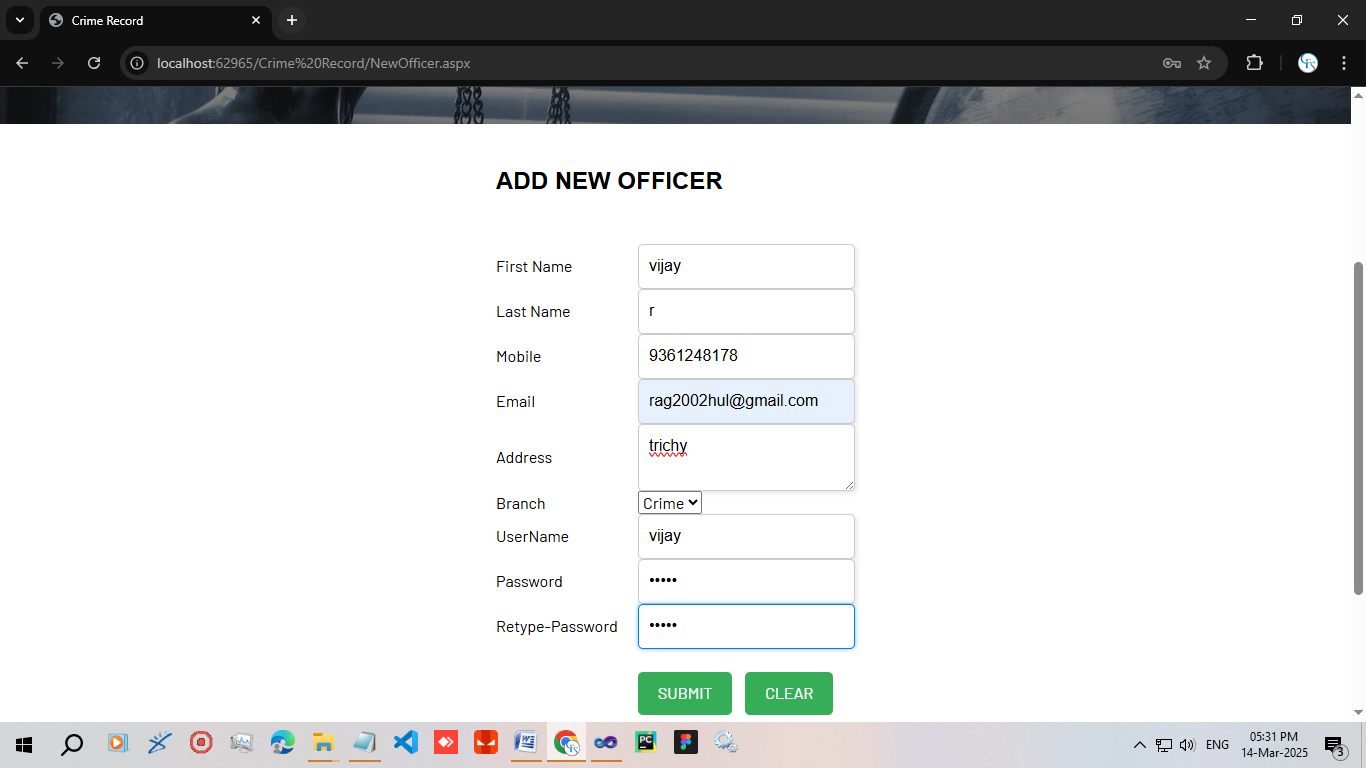 Crime Record
localhost:62965/Crime%20Record/NewOfficer.aspx
ADD NEW OFFICER
First Name vijay
Last Name r
Mobile 9361248178
Email rag2002hul@gmail.com
Address trichy
Branch Crime
UserName vijay
Password •••••
Retype-Password •••••
SUBMIT CLEAR
ENG 05:31 PM
14-Mar-2025
3